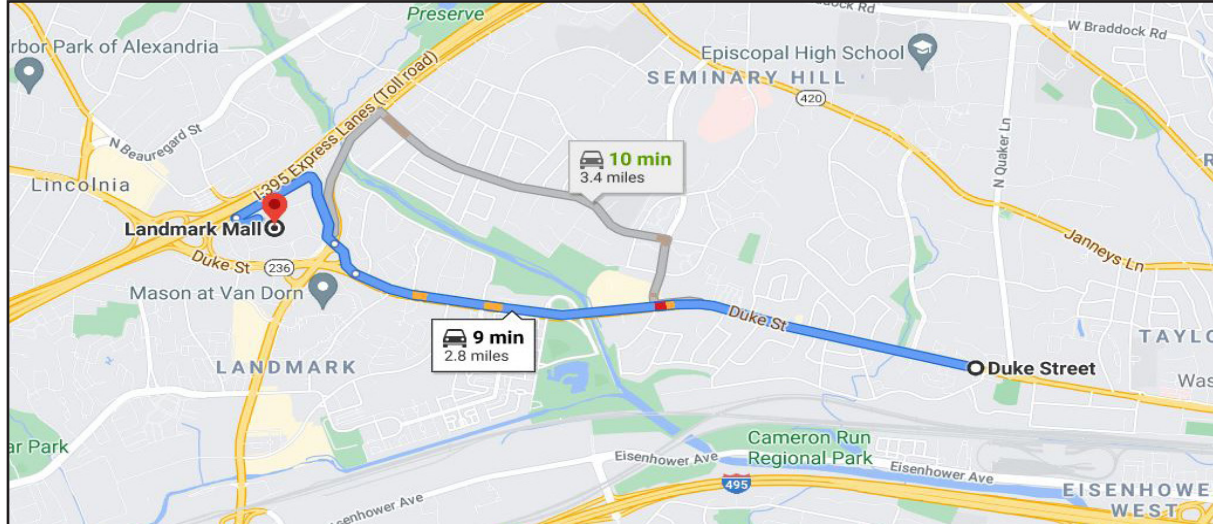 Preserve
W Braddock Rd
rbor Park of Alexandria
Episcopal High School
SEMINARY HILL
420
I-395 Express Lanes (Toll road)
N Beauregard St
10 min
3.4 miles
N Quaker Ln
Lincolnia
Landmark Mall
Janneys Ln
Duke St
236
Mason at Van Dorn
Duke St
9 min
2.8 miles
TAYLO
LANDMARK
Duke Street
Was
ar Park
Cameron Run
Regional Park
Eisenhower Ave
Eisenhower Ave
495
Eisenhower Ave
EISENHOWE
WEST
R